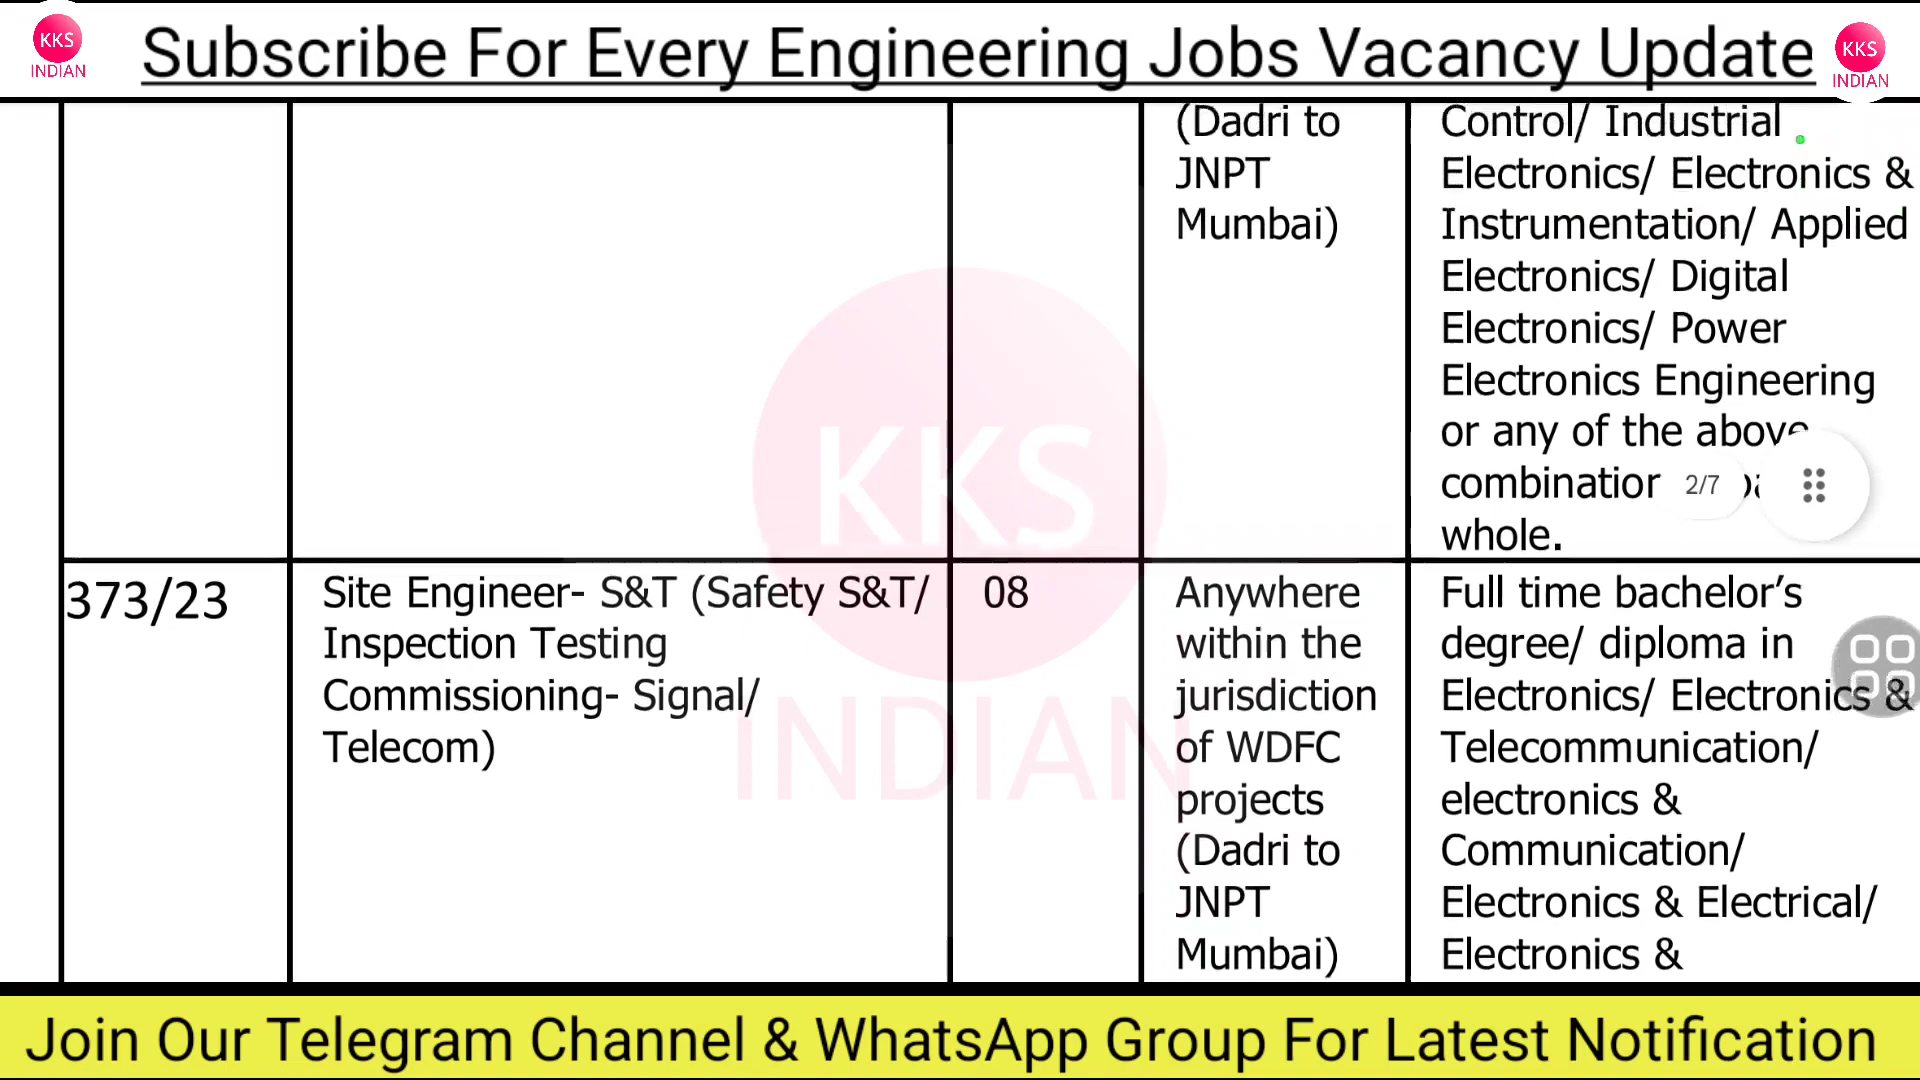 KKS
INDIAN
Subscribe For Every Engineering Jobs Vacancy Update
KKS
INDIAN
(Dadri to
JNPT
Mumbai)
Control/ Industrial
Electronics/ Electronics &
Instrumentation/ Applied
Electronics/ Digital
Electronics/ Power
Electronics Engineering
or any of the above
combination
whole.
2/7
KKS
INDIAN
373/23
Site Engineer- S&T (Safety S&T/
Inspection Testing
Commissioning- Signal/
Telecom)
08
Anywhere
within the
jurisdiction
of WDFC
projects
(Dadri to
JNPT
Mumbai)
Full time bachelor’s
degree/ diploma in
Electronics/ Electronics &
Telecommunication/
electronics &
Communication/
Electronics & Electrical/
Electronics &
Join Our Telegram Channel & WhatsApp Group For Latest Notification